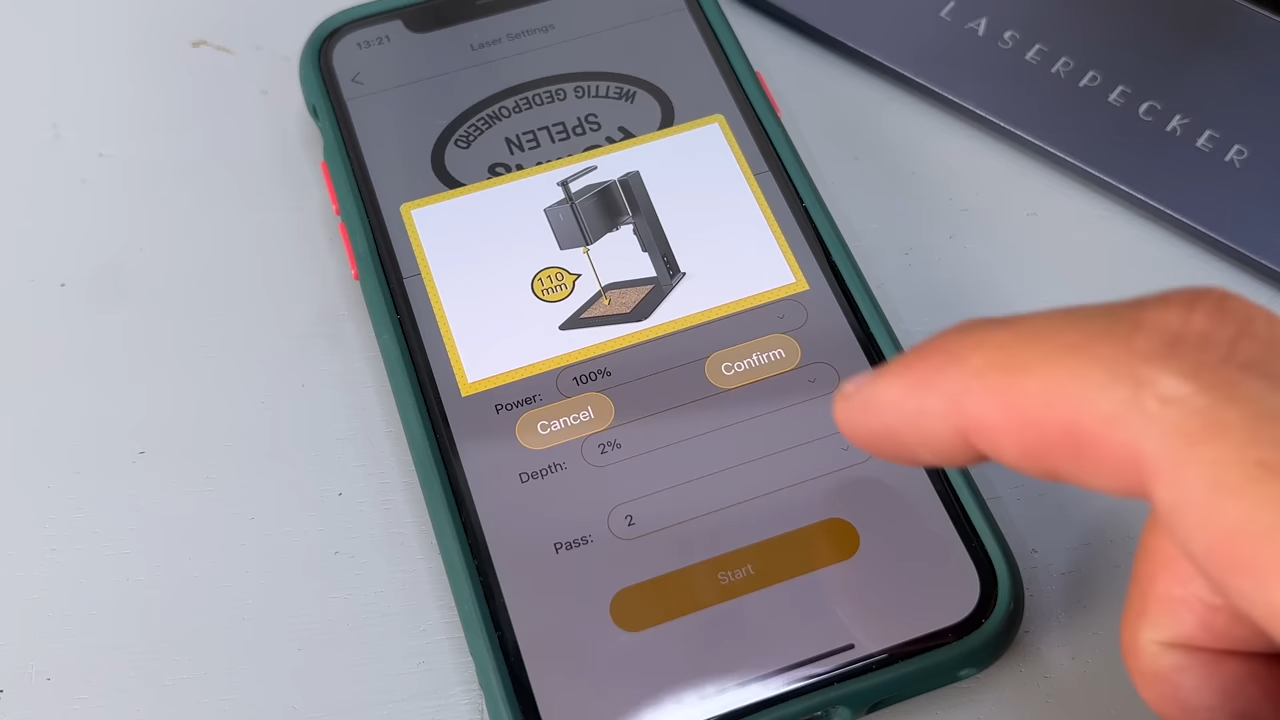 13:21
Laser Settings
LASERPECKER
WETTIG GEDEPONEERD
SPELEN
110
mm
Power:
100%
Confirm
Cancel
Depth:
2%
Pass:
2
Start